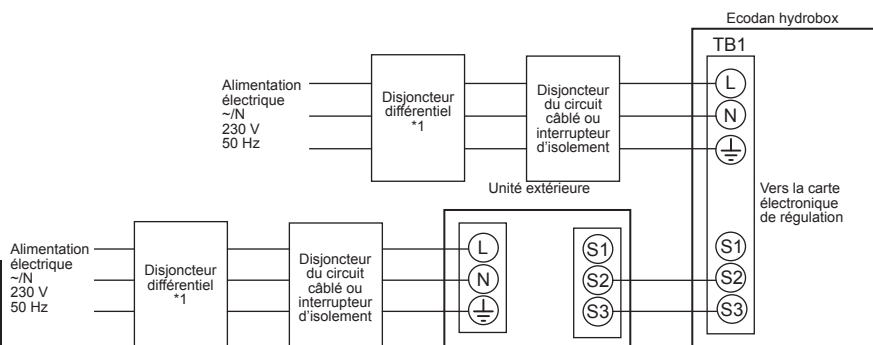 Ecodan hydrobox
TB1
Alimentation
électrique
~/N
230 V
50 Hz
Disjoncteur
différentiel
*1
Disjoncteur
du circuit
câblé ou
interrupteur
d'isolement
L
N
Vers la carte
électronique
de régulation
Unité extérieure
Alimentation
électrique
~/N
230 V
50 Hz
Disjoncteur
différentiel
*1
Disjoncteur
du circuit
câblé ou
interrupteur
d'isolement
L
N
S1
S2
S3
S1
S2
S3